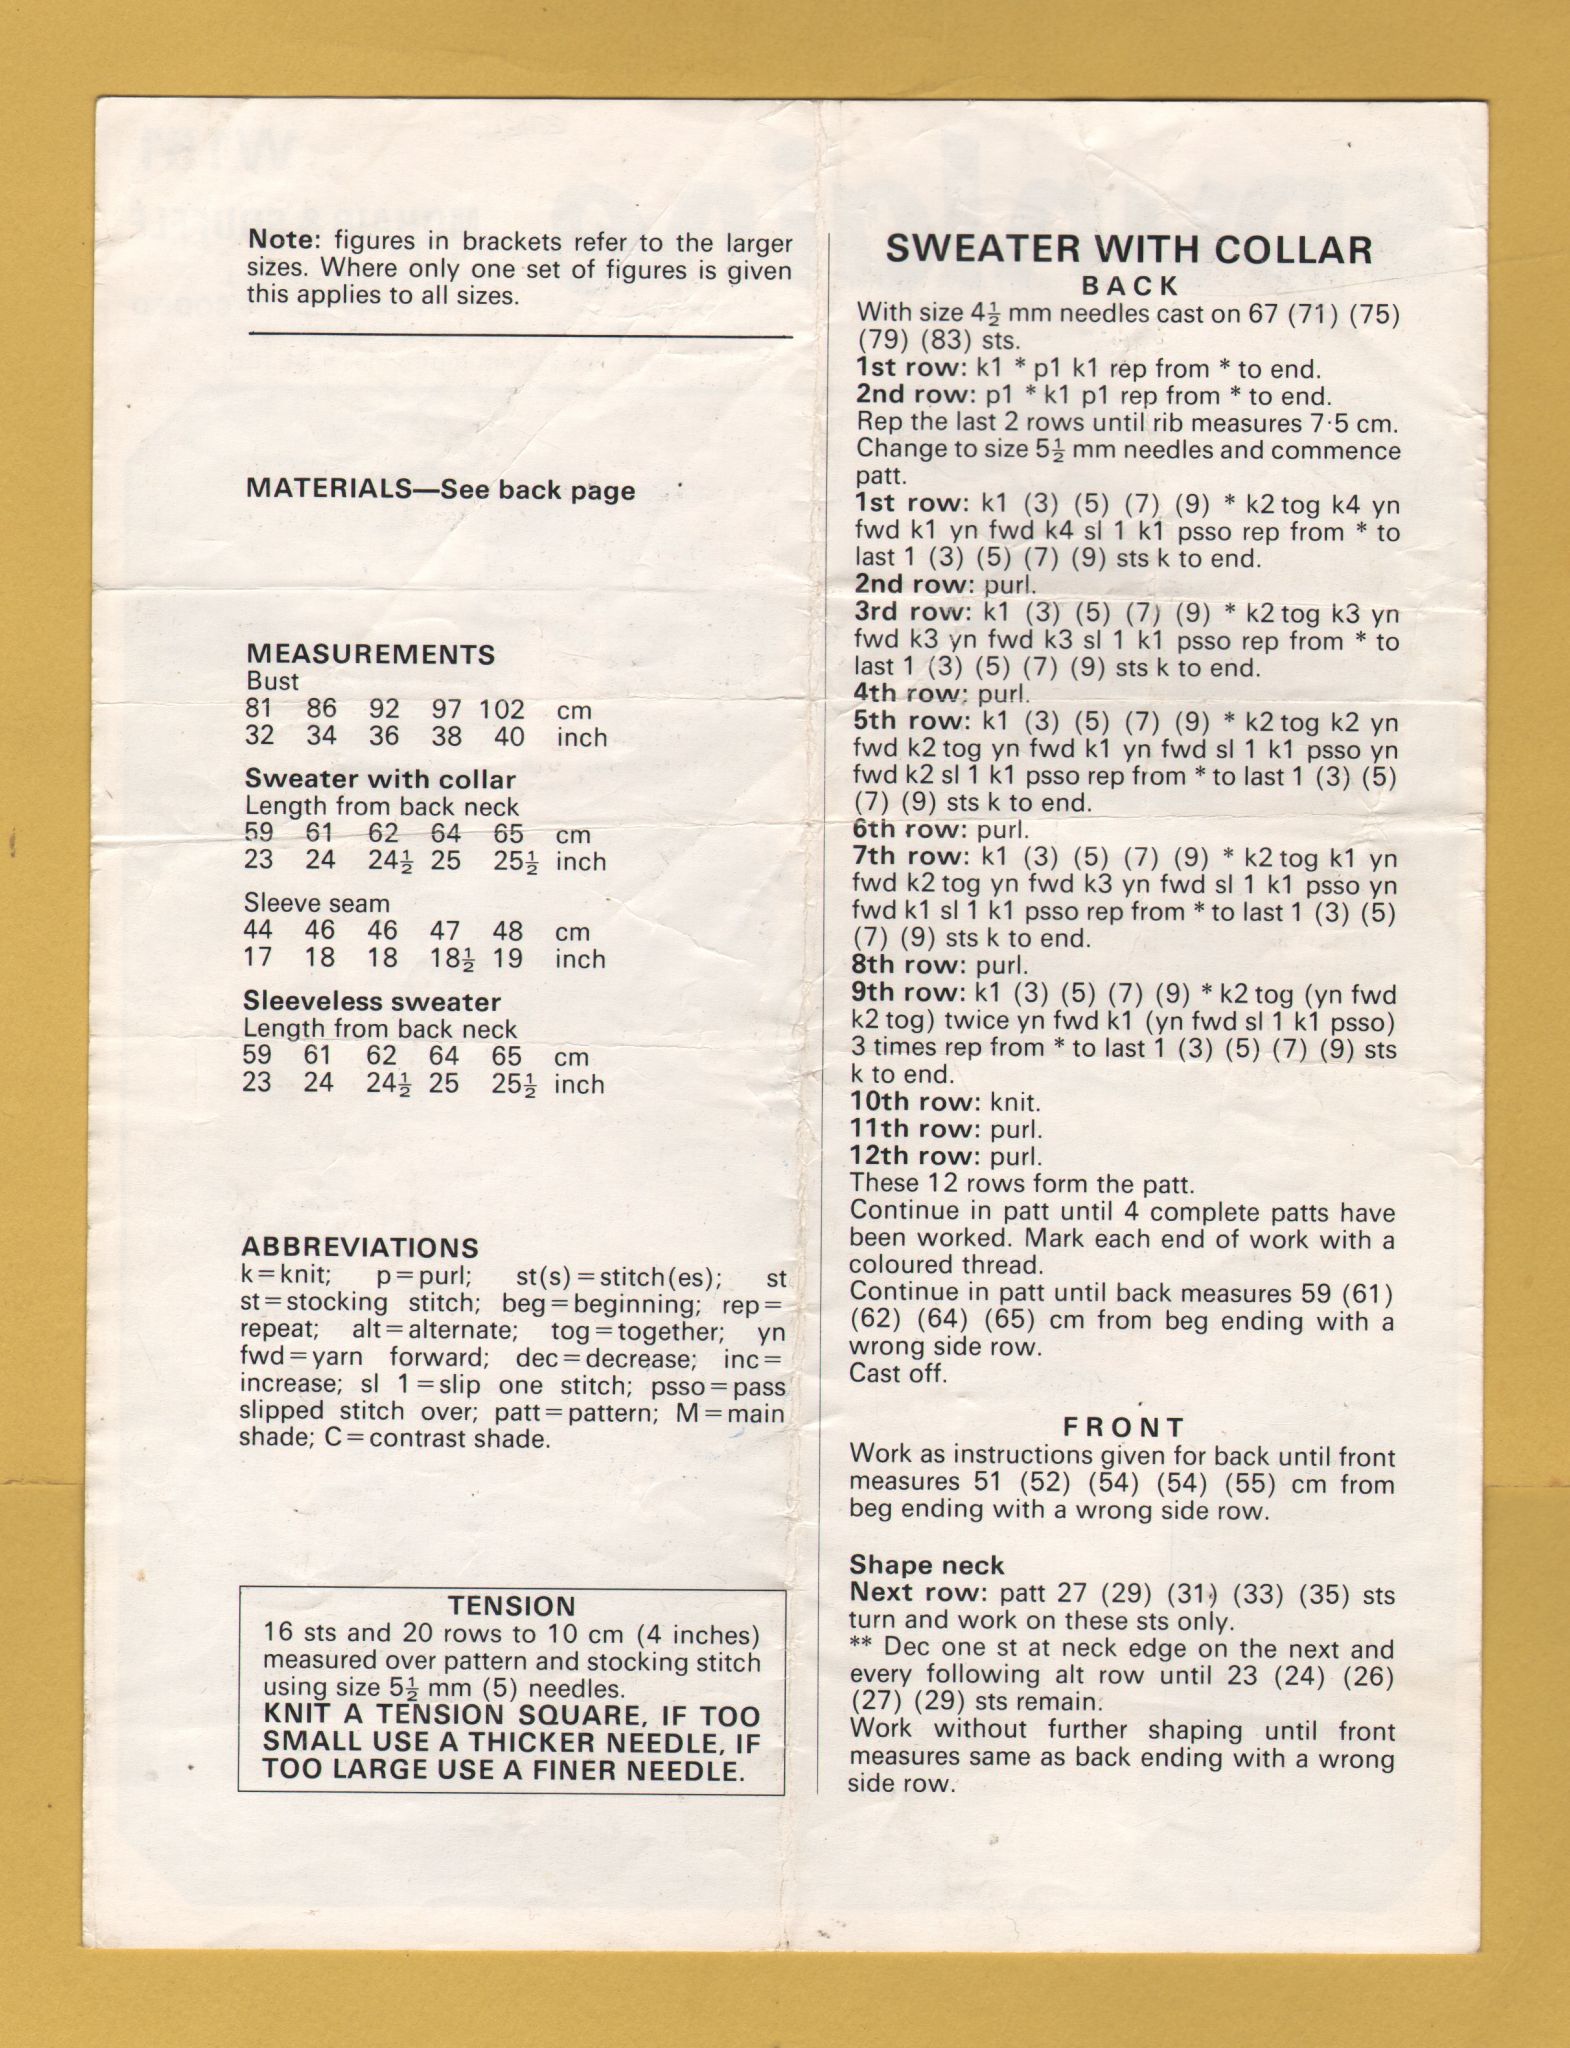 Note: figures in brackets refer to the larger
sizes. Where only one set of figures is given
this applies to all sizes.
MATERIALS—See back page
MEASUREMENTS
Bust
81 86 92 97 102 cm
32 34 36 38 40 inch
Sweater with collar
Length from back neck
59 61 62 64 65 cm
23 24 24½ 25 25½ inch
Sleeve seam
44 46 46 47 48 cm
17 18 18 18½ 19 inch
Sleeveless sweater
Length from back neck
59 61 62 64 65 cm
23 24 24½ 25 25½ inch
ABBREVIATIONS
k=knit; p=purl; st(s)=stitch(es); st
st=stocking stitch; beg=beginning; rep=
repeat; alt=alternate; tog=together; yn
fwd=yarn forward; dec=decrease; inc=
increase; sl 1=slip one stitch; psso=pass
slipped stitch over; patt=pattern; M=main
shade; C=contrast shade.
TENSION
16 sts and 20 rows to 10 cm (4 inches)
measured over pattern and stocking stitch
using size 5½ mm (5) needles.
KNIT A TENSION SQUARE, IF TOO
SMALL USE A THICKER NEEDLE, IF
TOO LARGE USE A FINER NEEDLE.
SWEATER WITH COLLAR
BACK
With size 4½ mm needles cast on 67 (71) (75)
(79) (83) sts.
1st row: k1 * p1 k1 rep from * to end.
2nd row: p1 * k1 p1 rep from * to end.
Rep the last 2 rows until rib measures 7·5 cm.
Change to size 5½ mm needles and commence
patt.
1st row: k1 (3) (5) (7) (9) * k2 tog k4 yn
fwd k1 yn fwd k4 sl 1 k1 psso rep from * to
last 1 (3) (5) (7) (9) sts k to end.
2nd row: purl.
3rd row: k1 (3) (5) (7) (9) * k2 tog k3 yn
fwd k3 yn fwd k3 sl 1 k1 psso rep from * to
last 1 (3) (5) (7) (9) sts k to end.
4th row: purl.
5th row: k1 (3) (5) (7) (9) * k2 tog k2 yn
fwd k2 tog yn fwd k1 yn fwd sl 1 k1 psso yn
fwd k2 sl 1 k1 psso rep from * to last 1 (3) (5)
(7) (9) sts k to end.
6th row: purl.
7th row: k1 (3) (5) (7) (9) * k2 tog k1 yn
fwd k2 tog yn fwd k3 yn fwd sl 1 k1 psso yn
fwd k1 sl 1 k1 psso rep from * to last 1 (3) (5)
(7) (9) sts k to end.
8th row: purl.
9th row: k1 (3) (5) (7) (9) * k2 tog (yn fwd
k2 tog) twice yn fwd k1 (yn fwd sl 1 k1 psso)
3 times rep from * to last 1 (3) (5) (7) (9) sts
k to end.
10th row: knit.
11th row: purl.
12th row: purl.
These 12 rows form the patt.
Continue in patt until 4 complete patts have
been worked. Mark each end of work with a
coloured thread.
Continue in patt until back measures 59 (61)
(62) (64) (65) cm from beg ending with a
wrong side row.
Cast off.
FRONT
Work as instructions given for back until front
measures 51 (52) (54) (54) (55) cm from
beg ending with a wrong side row.
Shape neck
Next row: patt 27 (29) (31) (33) (35) sts
turn and work on these sts only.
** Dec one st at neck edge on the next and
every following alt row until 23 (24) (26)
(27) (29) sts remain.
Work without further shaping until front
measures same as back ending with a wrong
side row.